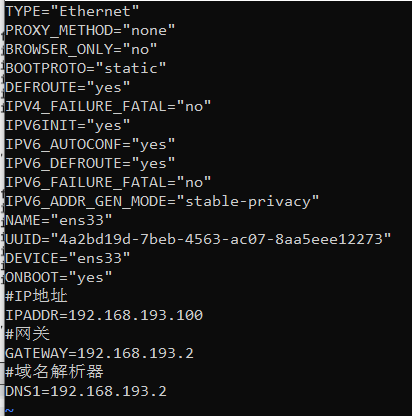 TYPE="Ethernet"
PROXY_METHOD="none"
BROWSER_ONLY="no"
BOOTPROTO="static"
DEFROUTE="yes"
IPV4_FAILURE_FATAL="no"
IPV6INIT="yes"
IPV6_AUTOCONF="yes"
IPV6_DEFROUTE="yes"
IPV6_FAILURE_FATAL="no"
IPV6_ADDR_GEN_MODE="stable-privacy"
NAME="ens33"
UUID="4a2bd19d-7beb-4563-ac07-8aa5eee12273"
DEVICE="ens33"
ONBOOT="yes"
#IP地址
IPADDR=192.168.193.100
#网关
GATEWAY=192.168.193.2
#域名解析器
DNS1=192.168.193.2
~